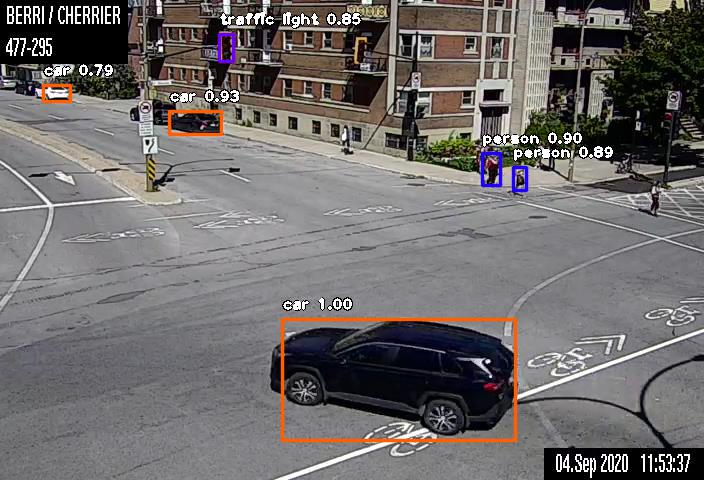 BERRI / CHERRIER
477-295
traffic light 0.85
car 0.79
car 0.93
person 0.90
person 0.89
car 1.00
04.Sep 2020 11:53:37